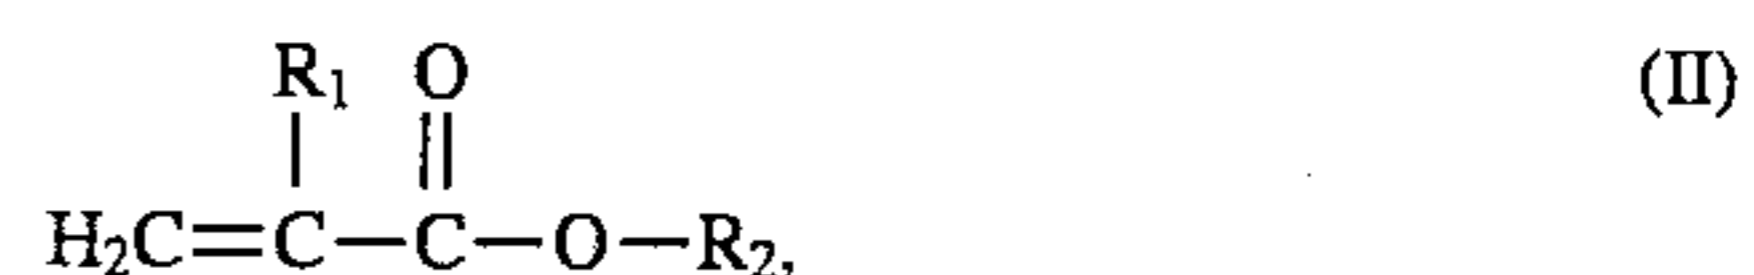 R₁ O (II)
H₂C=C—C—O—R₂,